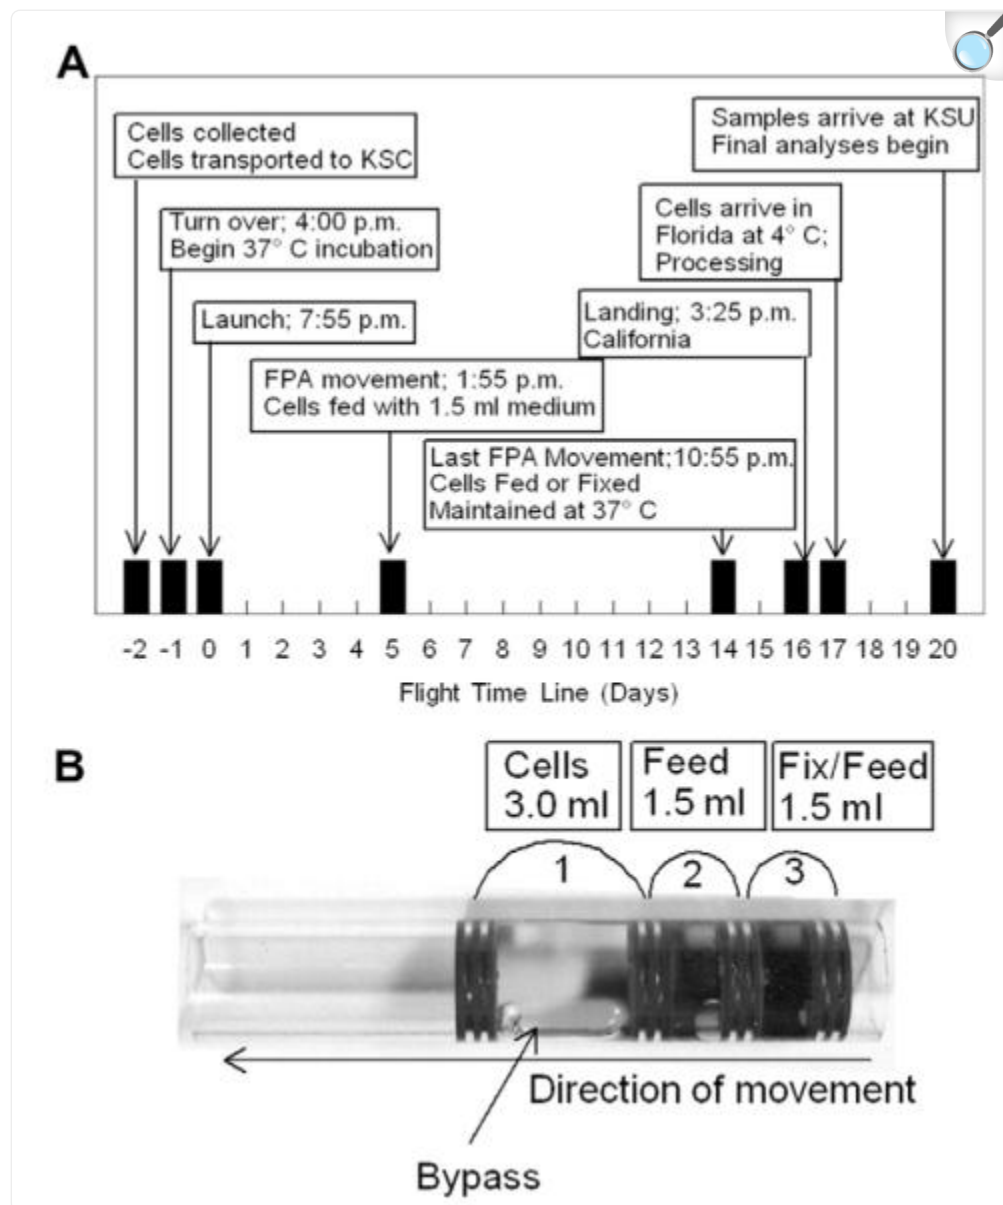 A
Cells collected
Cells transported to KSC
Samples arrive at KSU
Final analyses begin
Turn over; 4:00 p.m.
Begin 37° C incubation
Cells arrive in
Florida at 4° C;
Processing
Launch; 7:55 p.m.
Landing; 3:25 p.m.
California
FPA movement; 1:55 p.m.
Cells fed with 1.5 ml medium
Last FPA Movement;10:55 p.m.
Cells Fed or Fixed
Maintained at 37° C
-2 -1 0 1 2 3 4 5 6 7 8 9 10 11 12 13 14 15 16 17 18 19 20
Flight Time Line (Days)
B
Cells
3.0 ml
Feed
1.5 ml
Fix/Feed
1.5 ml
1 2 3
Direction of movement
Bypass